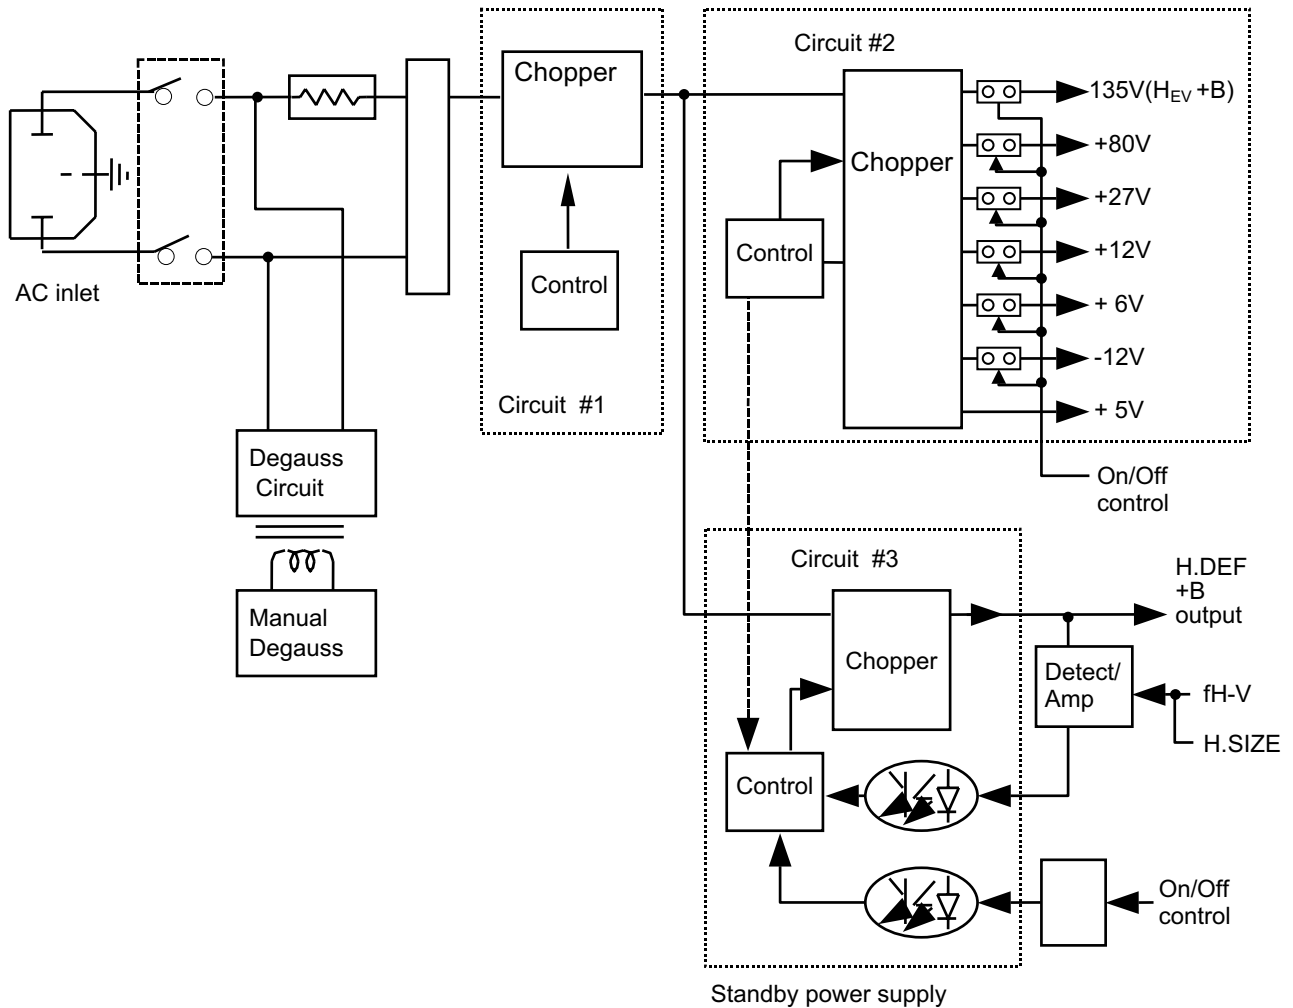 AC inlet
Degauss
Circuit
Manual
Degauss
Chopper
Control
Circuit #1
Circuit #2
Chopper
Control
135V(HEV +B)
+80V
+27V
+12V
+ 6V
-12V
+ 5V
On/Off
control
Circuit #3
Chopper
Control
H.DEF
+B
output
Detect/
Amp
fH-V
H.SIZE
On/Off
control
Standby power supply